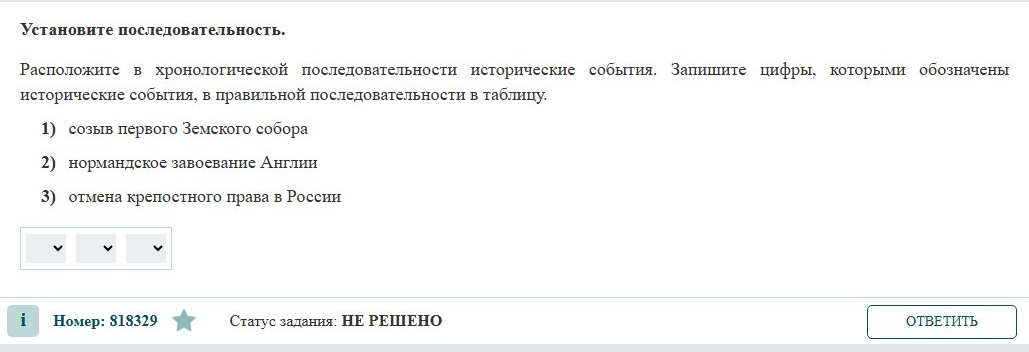 Установите последовательность.
Расположите в хронологической последовательности исторические события. Запишите цифры, которыми обозначены
исторические события, в правильной последовательности в таблицу.
1) созыв первого Земского собора
2) нормандское завоевание Англии
3) отмена крепостного права в России
i Номер: 818329 Статус задания: НЕ РЕШЕНО ОТВЕТИТЬ